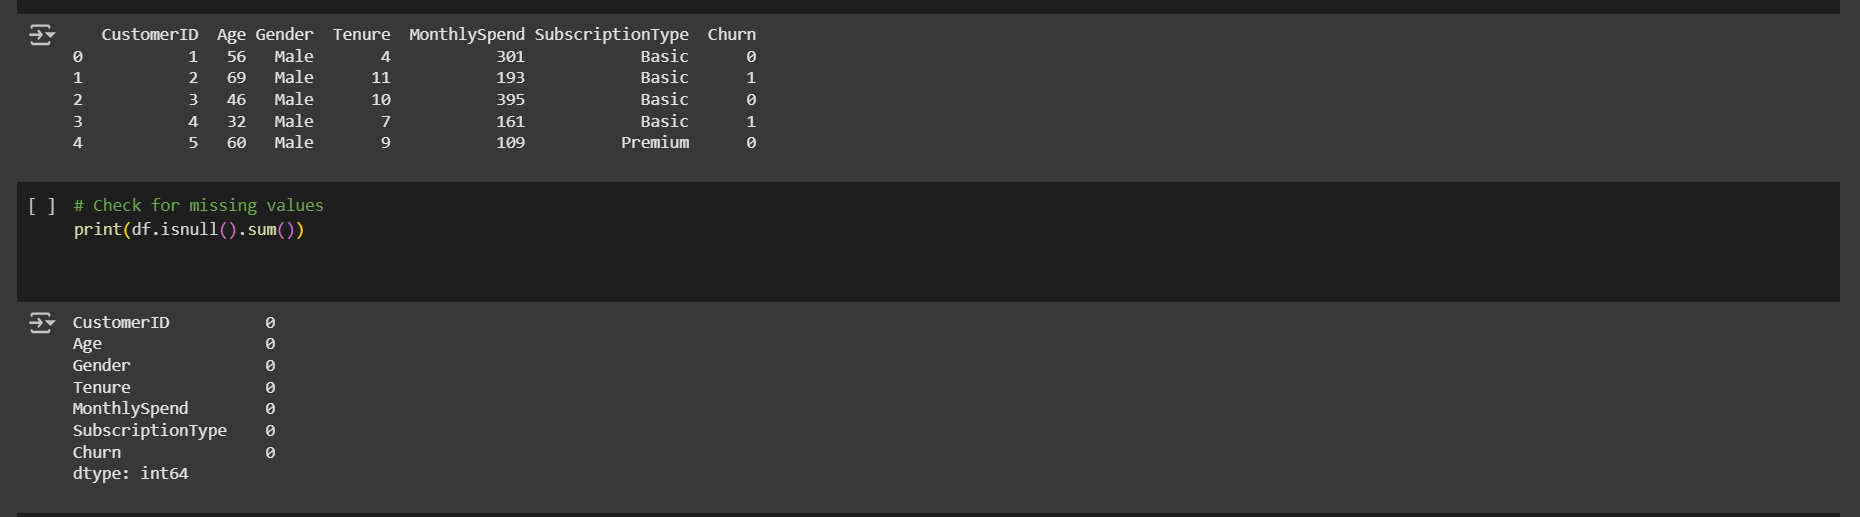 CustomerID Age Gender Tenure MonthlySpend SubscriptionType Churn
0 1 56 Male 4 301 Basic 0
1 2 69 Male 11 193 Basic 1
2 3 46 Male 10 395 Basic 0
3 4 32 Male 7 161 Basic 1
4 5 60 Male 9 109 Premium 0
[ ] # Check for missing values
print(df.isnull().sum())
CustomerID 0
Age 0
Gender 0
Tenure 0
MonthlySpend 0
SubscriptionType 0
Churn 0
dtype: int64